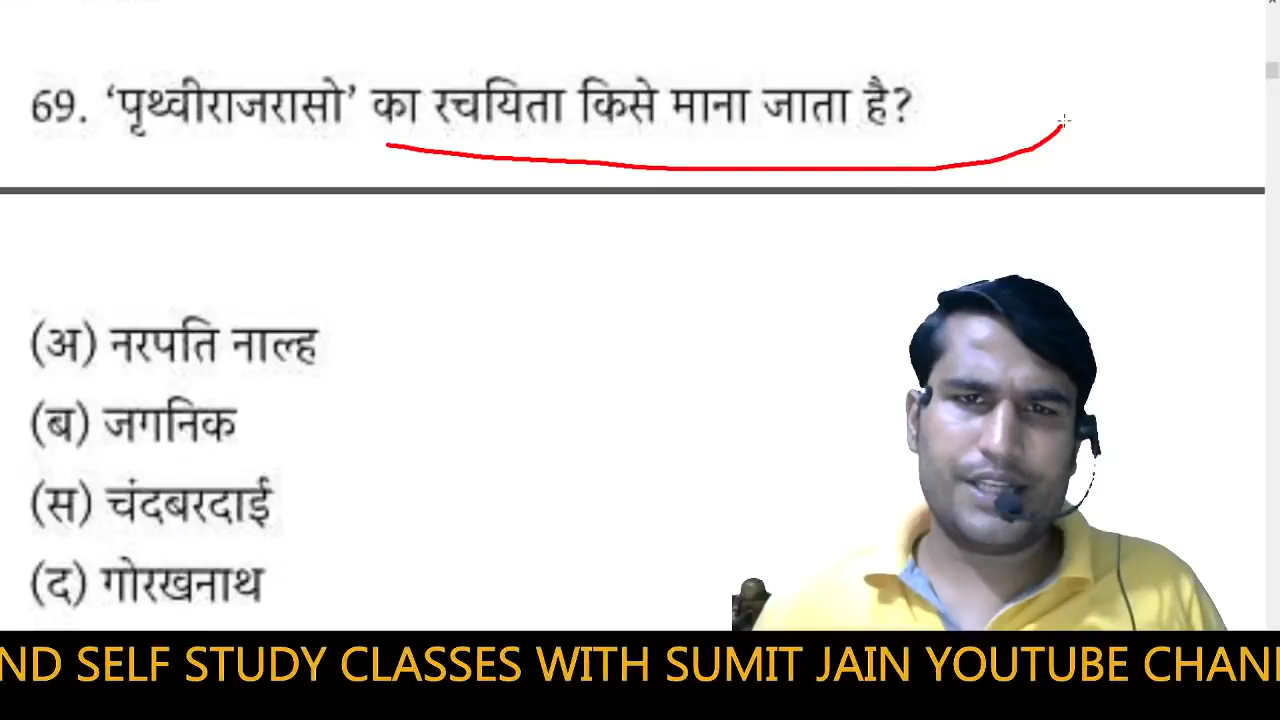 69. ‘पृथ्वीराजरासो’ का रचयिता किसे माना जाता है?
(अ) नरपति नाल्ह
(ब) जगनिक
(स) चंदबरदाई
(द) गोरखनाथ
ND SELF STUDY CLASSES WITH SUMIT JAIN YOUTUBE CHAN